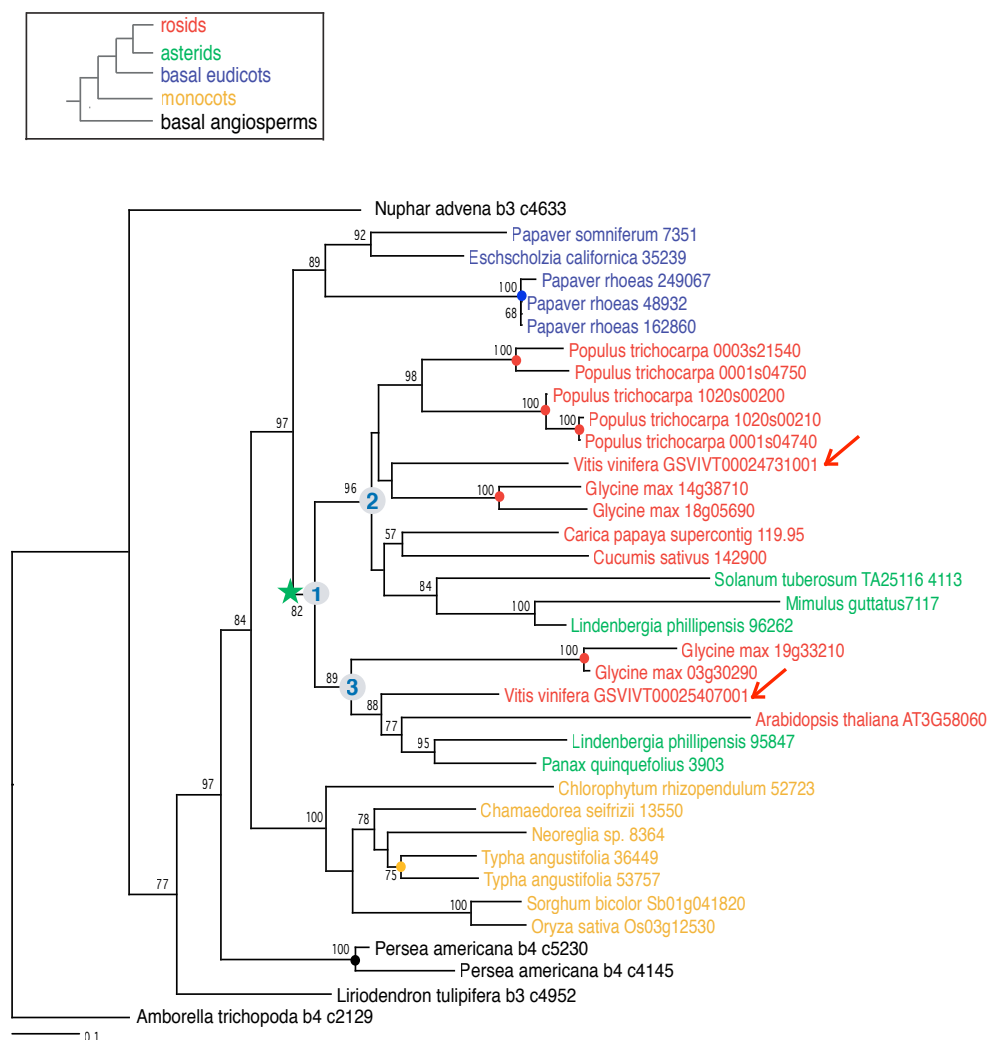 rosids
asterids
basal eudicots
monocots
basal angiosperms
Nuphar advena b3 c4633
92
Papaver somniferum 7351
Eschscholzia californica 35239
89
Papaver rhoeas 249067
100
Papaver rhoeas 48932
68
Papaver rhoeas 162860
100
Populus trichocarpa 0003s21540
Populus trichocarpa 0001s04750
98
Populus trichocarpa 1020s00200
100
Populus trichocarpa 1020s00210
100
Populus trichocarpa 0001s04740
97
Vitis vinifera GSVIVT00024731001
96
2
Glycine max 14g38710
100
Glycine max 18g05690
Carica papaya supercontig 119.95
57
Cucumis sativus 142900
Solanum tuberosum TA25116 4113
84
1
82
Mimulus guttatus7117
100
Lindenbergia phillipensis 96262
84
Glycine max 19g33210
100
Glycine max 03g30290
89
3
Vitis vinifera GSVIVT00025407001
88
Arabidopsis thaliana AT3G58060
77
Lindenbergia phillipensis 95847
95
Panax quinquefolius 3903
97
Chlorophytum rhizopendulum 52723
100
Chamaedorea seifrizii 13550
78
Neoreglia sp. 8364
Typha angustifolia 36449
75
Typha angustifolia 53757
77
Sorghum bicolor Sb01g041820
100
Oryza sativa Os03g12530
Persea americana b4 c5230
100
Persea americana b4 c4145
Liriodendron tulipifera b3 c4952
Amborella trichopoda b4 c2129
0.1